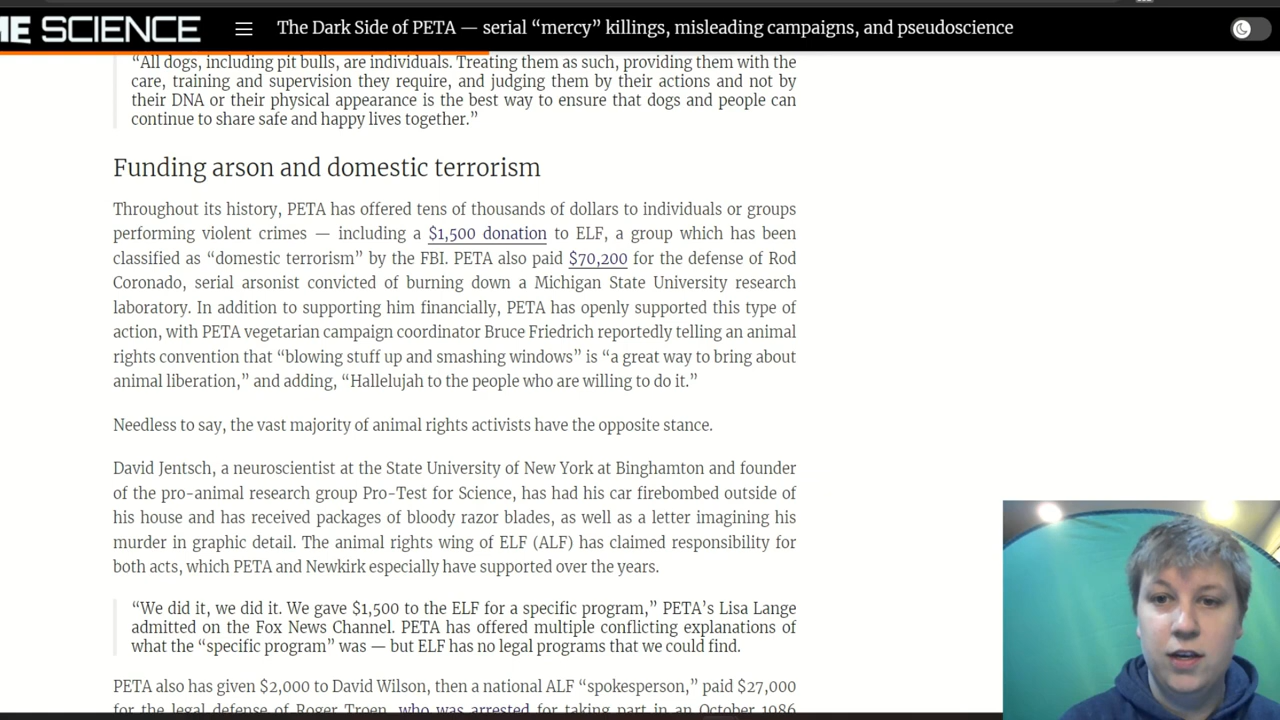 ME SCIENCE
The Dark Side of PETA — serial “mercy” killings, misleading campaigns, and pseudoscience
“All dogs, including pit bulls, are individuals. Treating them as such, providing them with the
care, training and supervision they require, and judging them by their actions and not by
their DNA or their physical appearance is the best way to ensure that dogs and people can
continue to share safe and happy lives together.”
Funding arson and domestic terrorism
Throughout its history, PETA has offered tens of thousands of dollars to individuals or groups
performing violent crimes — including a $1,500 donation to ELF, a group which has been
classified as “domestic terrorism” by the FBI. PETA also paid $70,200 for the defense of Rod
Coronado, serial arsonist convicted of burning down a Michigan State University research
laboratory. In addition to supporting him financially, PETA has openly supported this type of
action, with PETA vegetarian campaign coordinator Bruce Friedrich reportedly telling an animal
rights convention that “blowing stuff up and smashing windows” is “a great way to bring about
animal liberation,” and adding, “Hallelujah to the people who are willing to do it.”
Needless to say, the vast majority of animal rights activists have the opposite stance.
David Jentsch, a neuroscientist at the State University of New York at Binghamton and founder
of the pro-animal research group Pro-Test for Science, has had his car firebombed outside of
his house and has received packages of bloody razor blades, as well as a letter imagining his
murder in graphic detail. The animal rights wing of ELF (ALF) has claimed responsibility for
both acts, which PETA and Newkirk especially have supported over the years.
“We did it, we did it. We gave $1,500 to the ELF for a specific program,” PETA’s Lisa Lange
admitted on the Fox News Channel. PETA has offered multiple conflicting explanations of
what the “specific program” was — but ELF has no legal programs that we could find.
PETA also has given $2,000 to David Wilson, then a national ALF “spokesperson,” paid $27,000
for the legal defense of Roger Troen, who was arrested for taking part in an October 1986